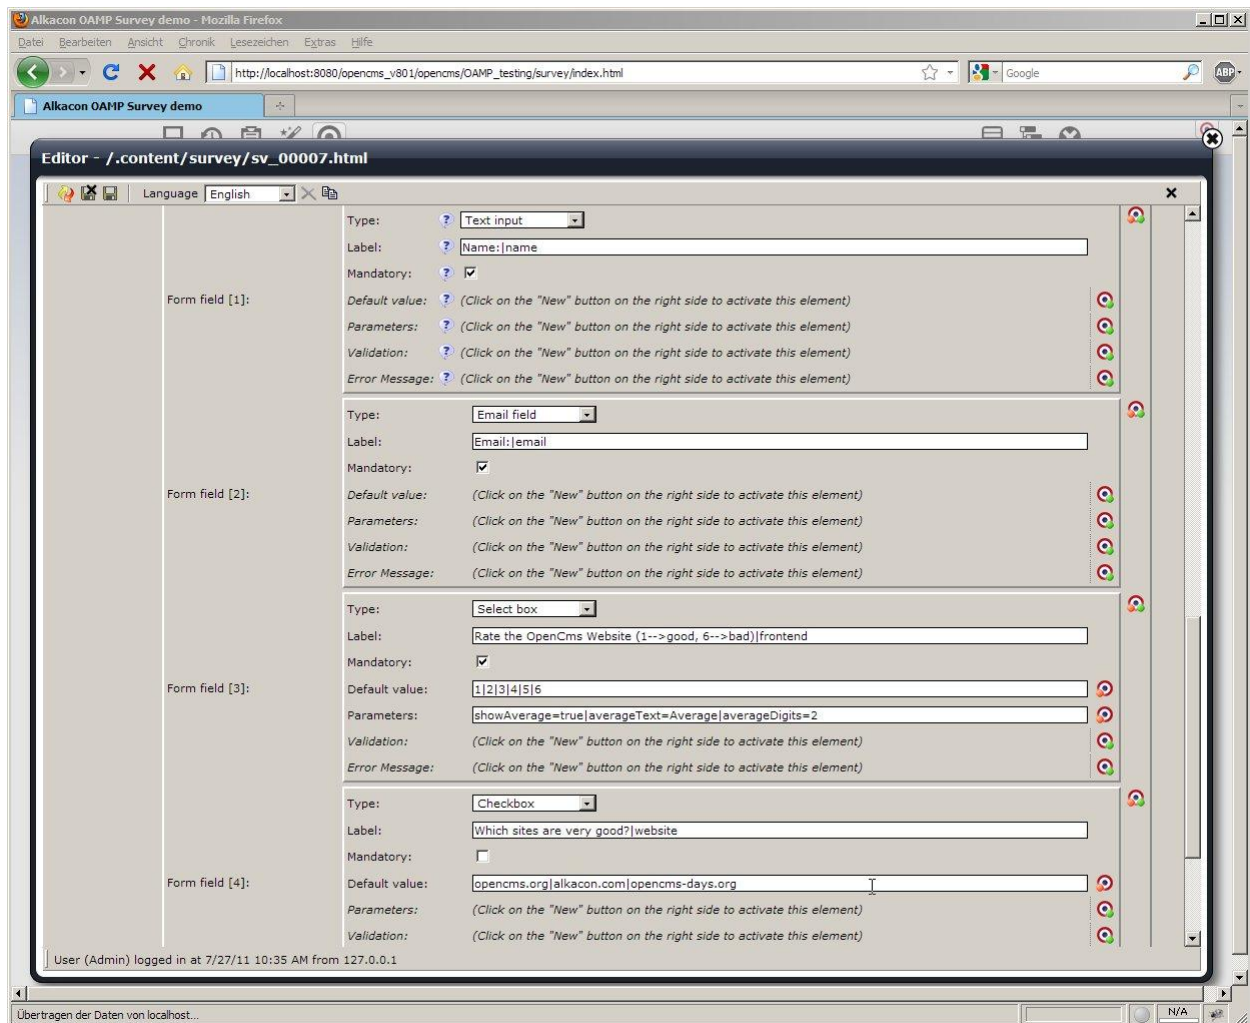 Alkacon OAMP Survey demo - Mozilla Firefox
Datei Bearbeiten Ansicht Chronik Lesezeichen Extras Hilfe
http://localhost:8080/opencms_v801/opencms/OAMP_testing/survey/index.html Google ABP
Alkacon OAMP Survey demo
Editor - /.content/survey/sv_00007.html
Language English
Type: ? Text input
Label: ? Name:|name
Mandatory: ?
Form field [1]: Default value: ? (Click on the "New" button on the right side to activate this element)
Parameters: ? (Click on the "New" button on the right side to activate this element)
Validation: ? (Click on the "New" button on the right side to activate this element)
Error Message: ? (Click on the "New" button on the right side to activate this element)
Type: Email field
Label: Email:|email
Mandatory:
Form field [2]: Default value: (Click on the "New" button on the right side to activate this element)
Parameters: (Click on the "New" button on the right side to activate this element)
Validation: (Click on the "New" button on the right side to activate this element)
Error Message: (Click on the "New" button on the right side to activate this element)
Type: Select box
Label: Rate the OpenCms Website (1-->good, 6-->bad)|frontend
Mandatory:
Form field [3]: Default value: 1|2|3|4|5|6
Parameters: showAverage=true|averageText=Average|averageDigits=2
Validation: (Click on the "New" button on the right side to activate this element)
Error Message: (Click on the "New" button on the right side to activate this element)
Type: Checkbox
Label: Which sites are very good?|website
Mandatory:
Form field [4]: Default value: opencms.org|alkacon.com|opencms-days.org
Parameters: (Click on the "New" button on the right side to activate this element)
Validation: (Click on the "New" button on the right side to activate this element)
User (Admin) logged in at 7/27/11 10:35 AM from 127.0.0.1
Übertragen der Daten von localhost... N/A